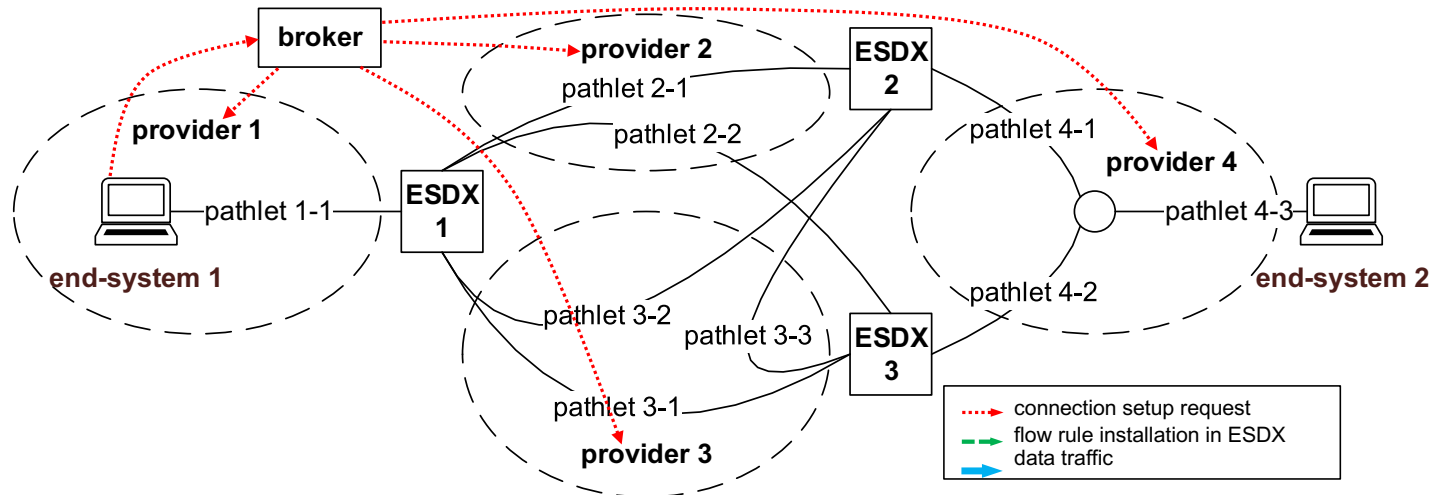 broker
provider 2
ESDX
2
pathlet 2-1
provider 1
pathlet 2-2
pathlet 4-1
provider 4
ESDX
1
pathlet 1-1
pathlet 4-3
end-system 1
end-system 2
pathlet 4-2
pathlet 3-2
pathlet 3-3
ESDX
3
pathlet 3-1
provider 3
connection setup request
flow rule installation in ESDX
data traffic